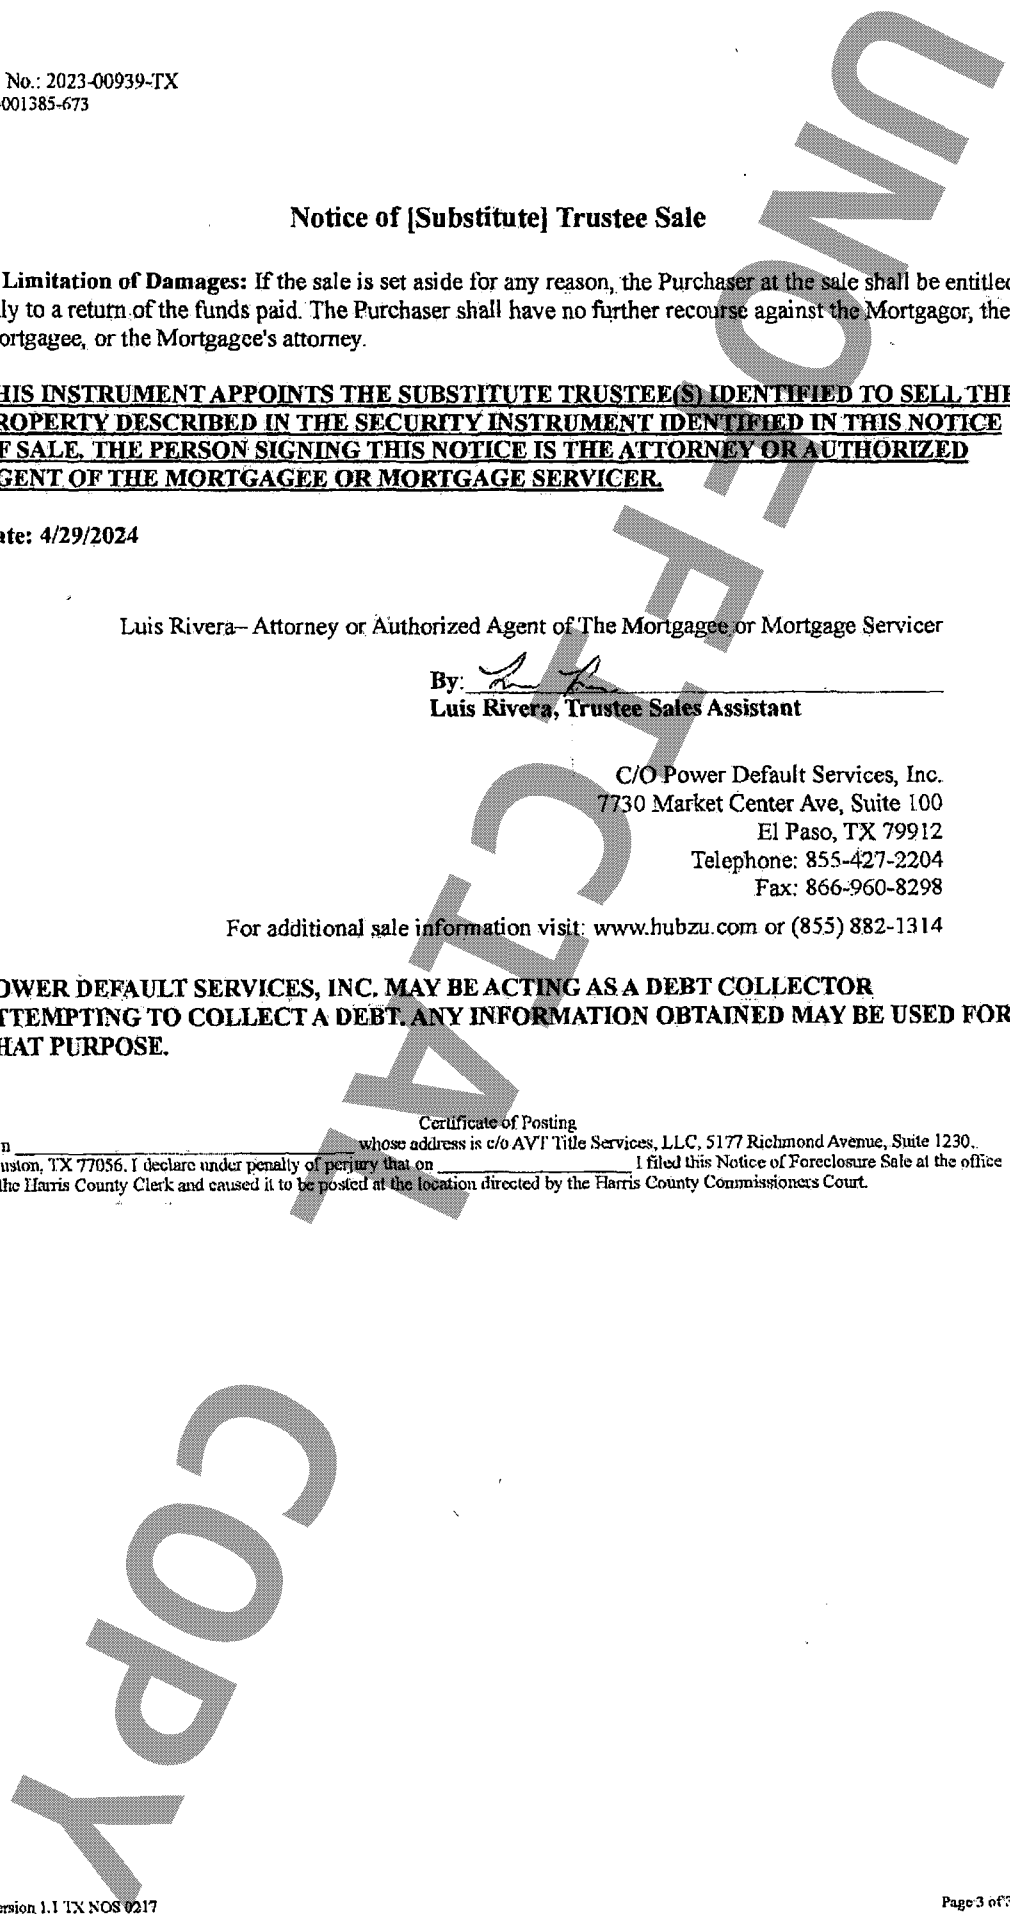 No.: 2023-00939-TX
001385-673
Notice of [Substitute] Trustee Sale
Limitation of Damages: If the sale is set aside for any reason, the Purchaser at the sale shall be entitled
ly to a return of the funds paid. The Purchaser shall have no further recourse against the Mortgagor, the
ortgagee, or the Mortgagee's attorney.
HIS INSTRUMENT APPOINTS THE SUBSTITUTE TRUSTEE(S) IDENTIFIED TO SELL THE
ROPERTY DESCRIBED IN THE SECURITY INSTRUMENT IDENTIFIED IN THIS NOTICE
F SALE. THE PERSON SIGNING THIS NOTICE IS THE ATTORNEY OR AUTHORIZED
GENT OF THE MORTGAGEE OR MORTGAGE SERVICER.
ate: 4/29/2024
Luis Rivera– Attorney or Authorized Agent of The Mortgagee or Mortgage Servicer
By:
Luis Rivera, Trustee Sales Assistant
C/O Power Default Services, Inc.
7730 Market Center Ave, Suite 100
El Paso, TX 79912
Telephone: 855-427-2204
Fax: 866-960-8298
For additional sale information visit: www.hubzu.com or (855) 882-1314
OWER DEFAULT SERVICES, INC. MAY BE ACTING AS A DEBT COLLECTOR
TTEMPTING TO COLLECT A DEBT. ANY INFORMATION OBTAINED MAY BE USED FOR
HAT PURPOSE.
Certificate of Posting
n whose address is c/o AVT Title Services, LLC, 5177 Richmond Avenue, Suite 1230,
uston, TX 77056. I declare under penalty of perjury that on I filed this Notice of Foreclosure Sale at the office
the Harris County Clerk and caused it to be posted at the location directed by the Harris County Commissioners Court.
UNOFFICIAL COPY
ersion 1.1 TX NOS 0217
Page 3 of 3